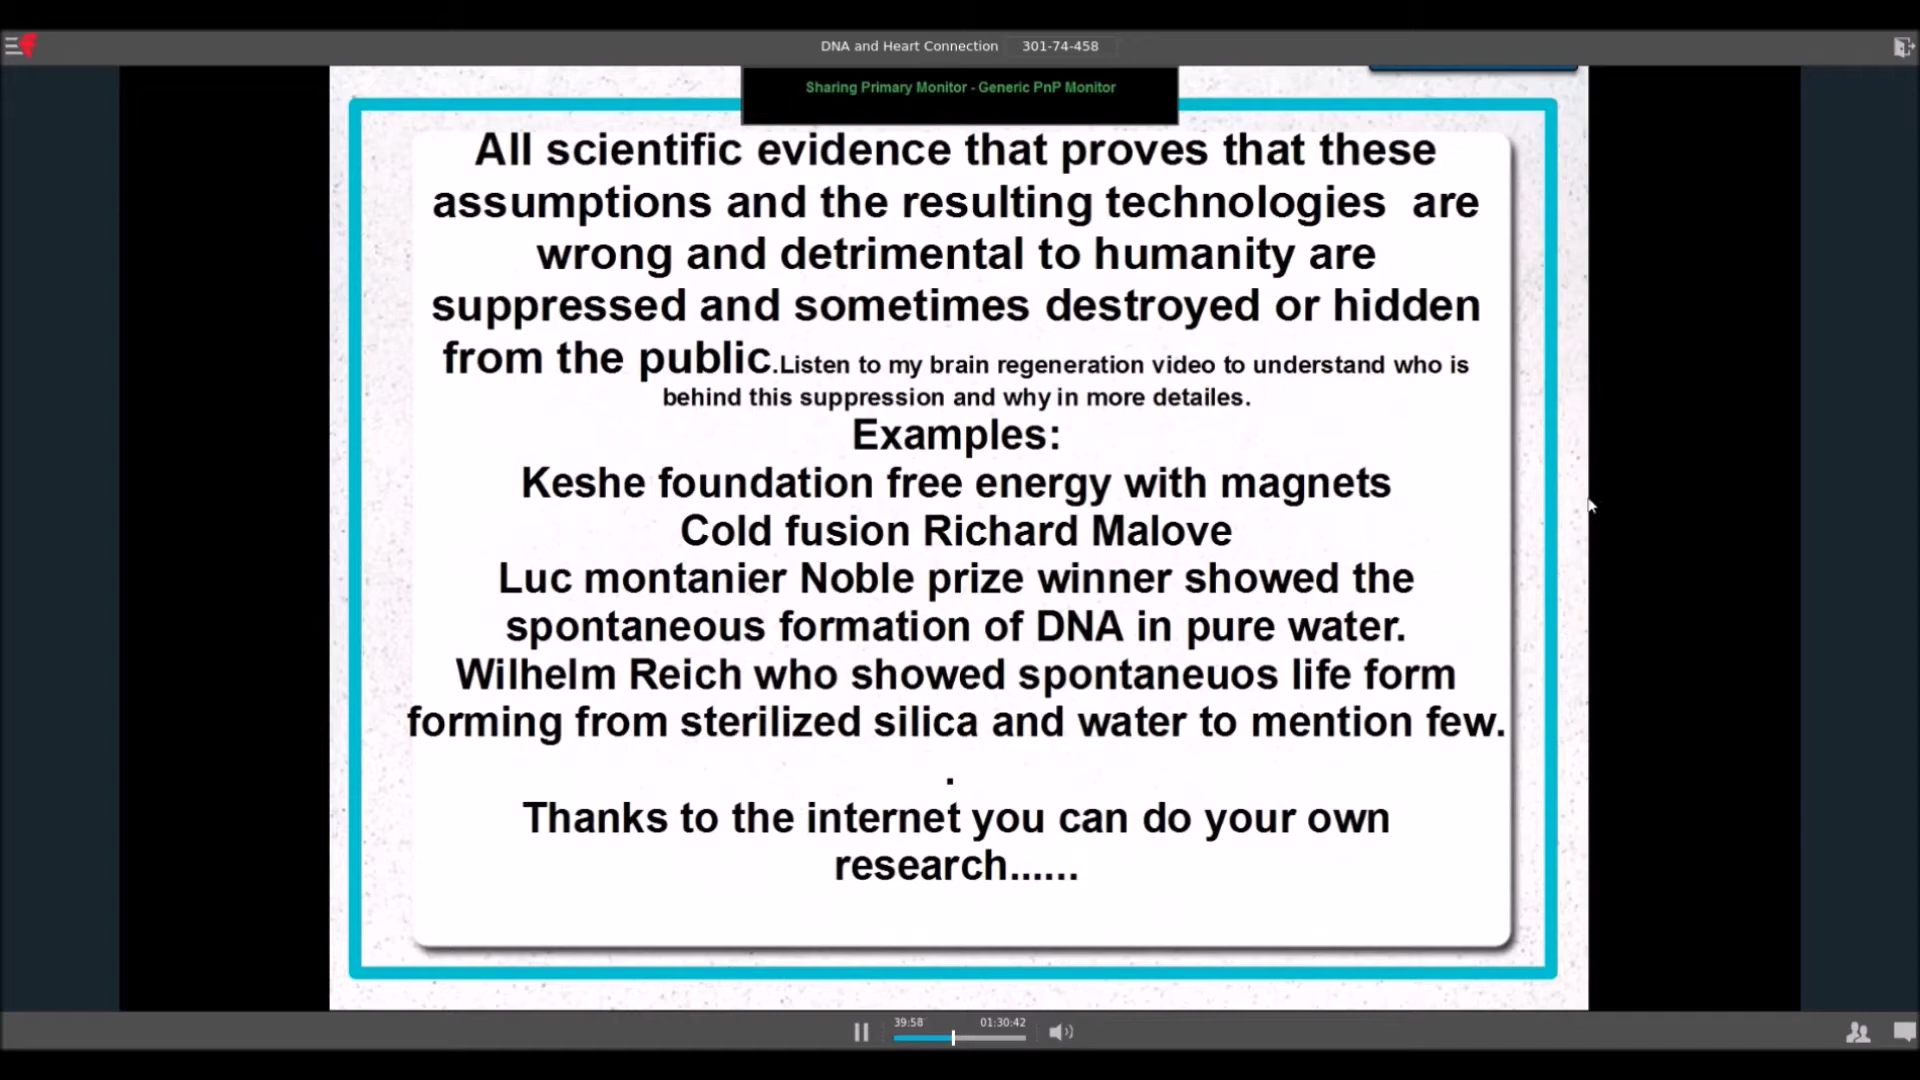 DNA and Heart Connection 301-74-458
Sharing Primary Monitor - Generic PnP Monitor
All scientific evidence that proves that these
assumptions and the resulting technologies are
wrong and detrimental to humanity are
suppressed and sometimes destroyed or hidden
from the public.Listen to my brain regeneration video to understand who is
behind this suppression and why in more detailes.
Examples:
Keshe foundation free energy with magnets
Cold fusion Richard Malove
Luc montanier Noble prize winner showed the
spontaneous formation of DNA in pure water.
Wilhelm Reich who showed spontaneuos life form
forming from sterilized silica and water to mention few.
.
Thanks to the internet you can do your own
research......
39:58 01:30:42